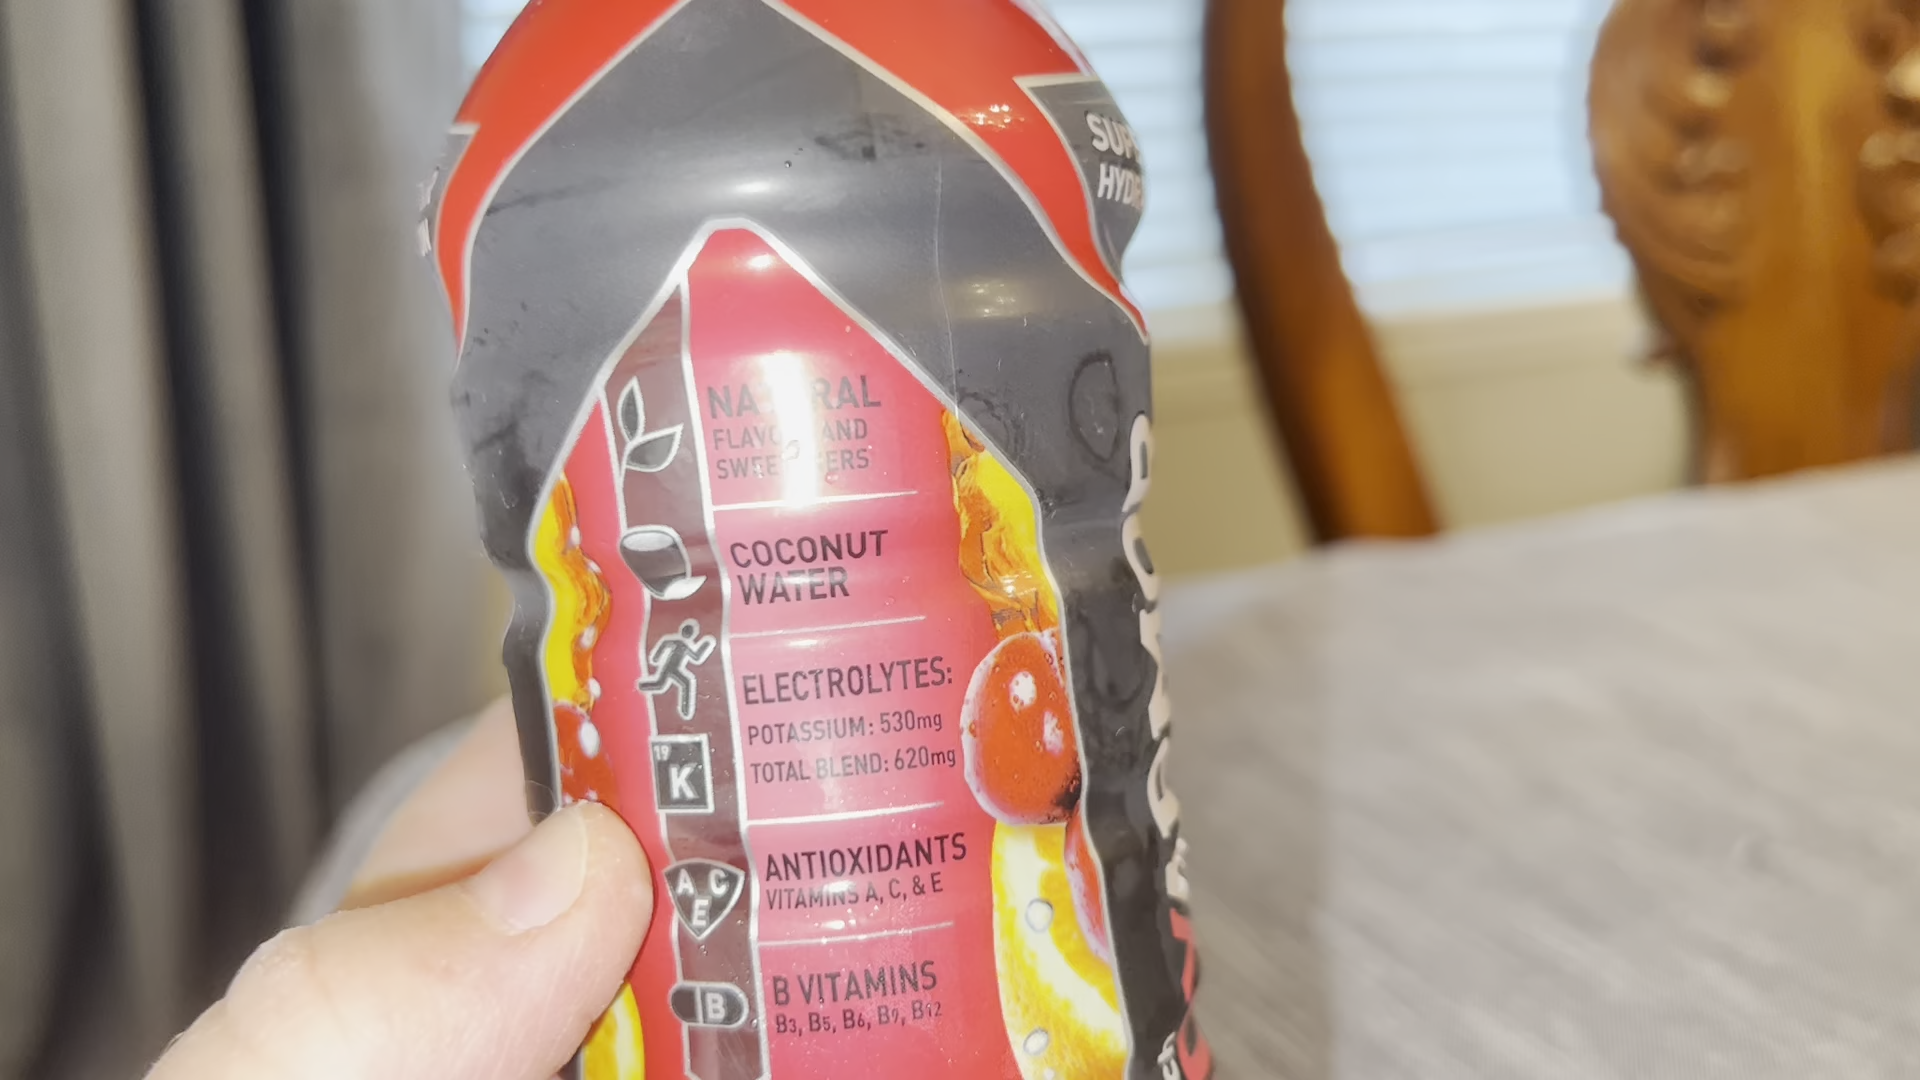 NATURAL
FLAVORS AND
SWEETENERS
COCONUT
WATER
ELECTROLYTES:
POTASSIUM: 530mg
TOTAL BLEND: 620mg
19
K
ANTIOXIDANTS
VITAMINS A, C, & E
A C
E
B VITAMINS
B3, B5, B6, B9, B12
B